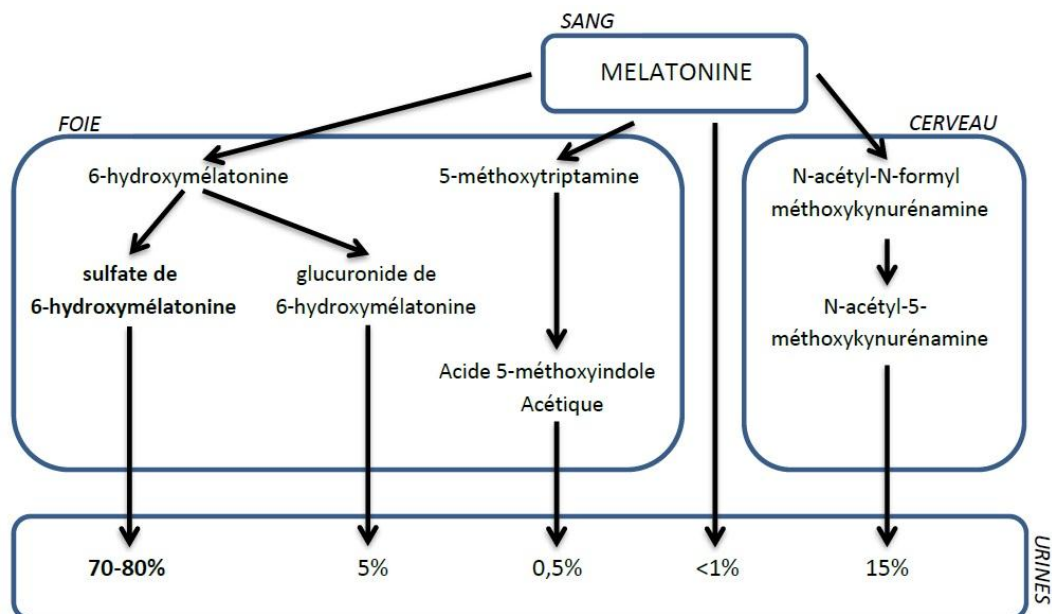 SANG
MELATONINE
FOIE
CERVEAU
6-hydroxymélatonine
5-méthoxytriptamine
N-acétyl-N-formyl
méthoxykynurénamine
sulfate de
6-hydroxymélatonine
glucuronide de
6-hydroxymélatonine
N-acétyl-5-
méthoxykynurénamine
Acide 5-méthoxyindole
Acétique
URINES
70-80%
5%
0,5%
<1%
15%